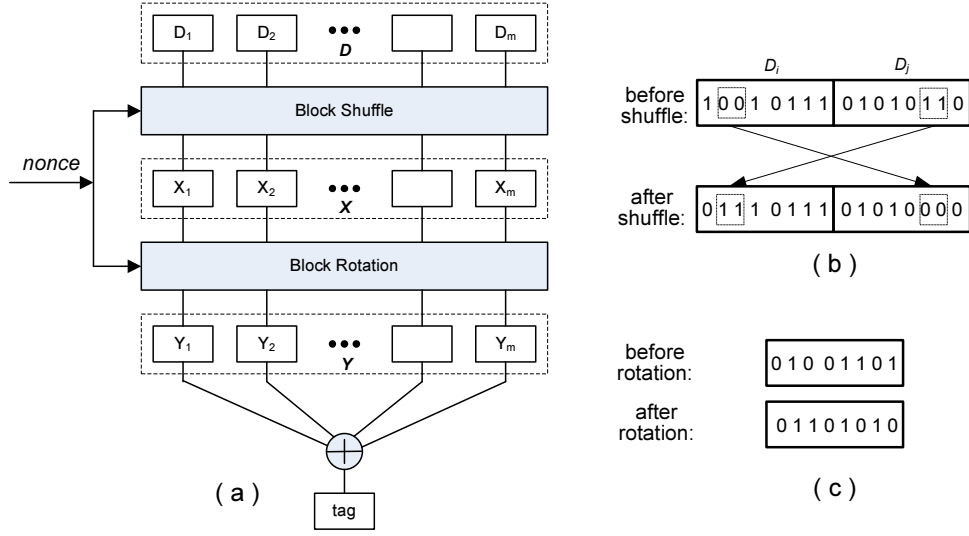 D1 D2 ••• Dm
D
Block Shuffle
nonce
X1 X2 ••• Xm
X
Block Rotation
Y1 Y2 ••• Ym
Y
tag
( a )
Di Dj
before shuffle:
1 0 0 1 0 1 1 1 0 1 0 1 0 1 1 0
after shuffle:
0 1 1 1 0 1 1 1 0 1 0 1 0 0 0 0
( b )
before rotation:
0 1 0 0 1 1 0 1
after rotation:
0 1 1 0 1 0 1 0
( c )